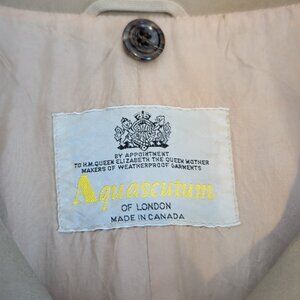 BY APPOINTMENT
TO H.M. QUEEN ELIZABETH THE QUEEN MOTHER
MAKERS OF WEATHERPROOF GARMENTS
Aquascutum
OF LONDON
MADE IN CANADA